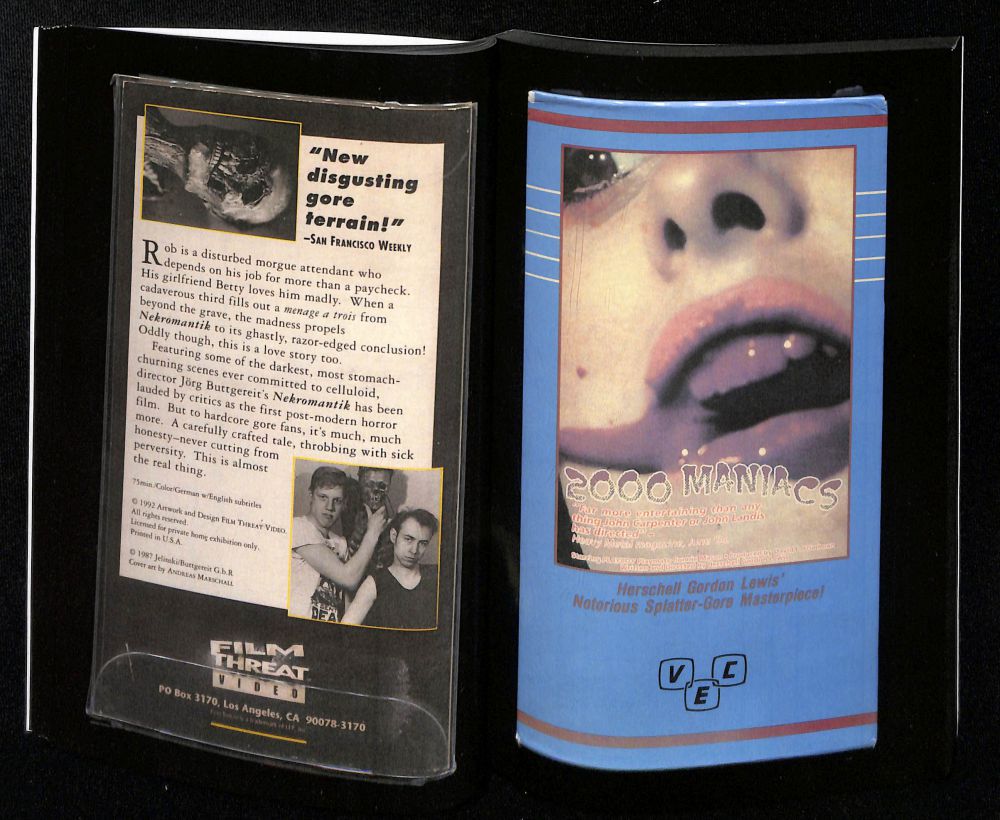 "New
disgusting
gore
terrain!"
–SAN FRANCISCO WEEKLY
Rob is a disturbed morgue attendant who
depends on his job for more than a paycheck.
His girlfriend Betty loves him madly. When a
cadaverous third fills out a menage a trois from
beyond the grave, the madness propels
Nekromantik to its ghastly, razor-edged conclusion!
Oddly though, this is a love story too.
Featuring some of the darkest, most stomach-
churning scenes ever committed to celluloid,
director Jörg Buttgereit's Nekromantik has been
lauded by critics as the first post-modern horror
film. But to hardcore gore fans, it's much, much
more. A carefully crafted tale, throbbing with sick
honesty–never cutting from
perversity. This is almost
the real thing.
75min./Color/German w/English subtitles
© 1992 Artwork and Design FILM THREAT VIDEO.
All rights reserved.
Licensed for private home exhibition only.
Printed in U.S.A.
© 1987 Jelinski/Buttgereit G.b.R
Cover art by ANDREAS MARSCHALL
DEA
FILM
THREAT
VIDEO
PO Box 3170, Los Angeles, CA 90078-3170
2000 MANIACS
"Far more entertaining than any
thing John Carpenter or John Landis
has directed" –
Heavy Metal magazine,
Herschell Gordon Lewis'
Notorious Splatter-Gore Masterpiece!
VEC